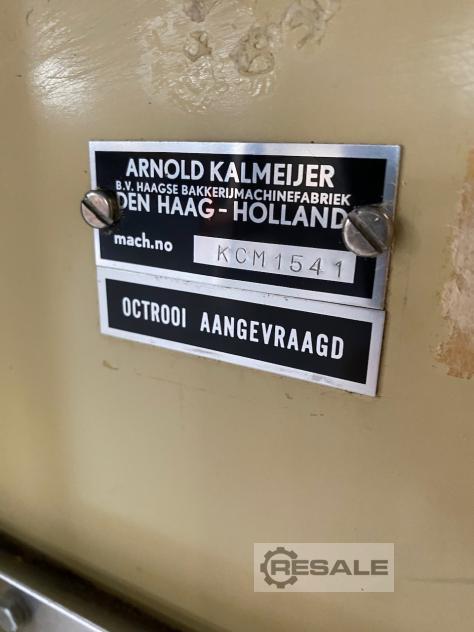 ARNOLD KALMEIJER
B.V. HAAGSE BAKKERIJMACHINEFABRIEK
DEN HAAG - HOLLAND
mach.no KCM1541
OCTROOI AANGEVRAAGD
RESALE